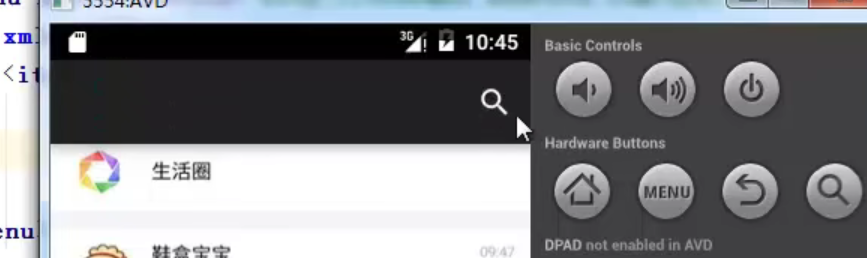 5554:AVD
xml
<it
3G 10:45
Basic Controls
Hardware Buttons
MENU
生活圈
鞋盒宝宝 09:47
DPAD not enabled in AVD
enu